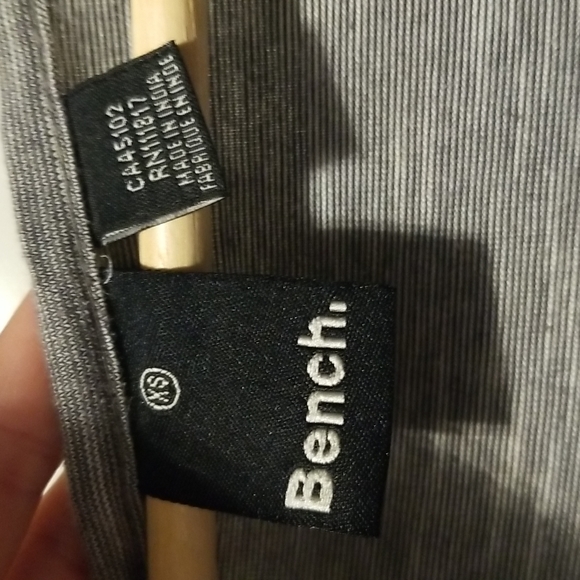 CA45102
RN111817
MADE IN INDIA
FABRIQUE EN INDE
XS
Bench.